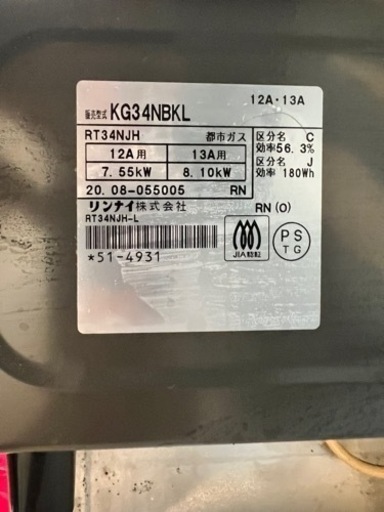 12A・13A
販売型式 KG34NBKL
RT34NJH 都市ガス
12A用 13A用
7.55kW 8.10kW
区分名 C
効率56.3%
区分名 J
効率 180Wh
20.08-055005 RN
リンナイ株式会社
RT34NJH-L
RN(O)
*51-4931
JIA認証
PS
TG